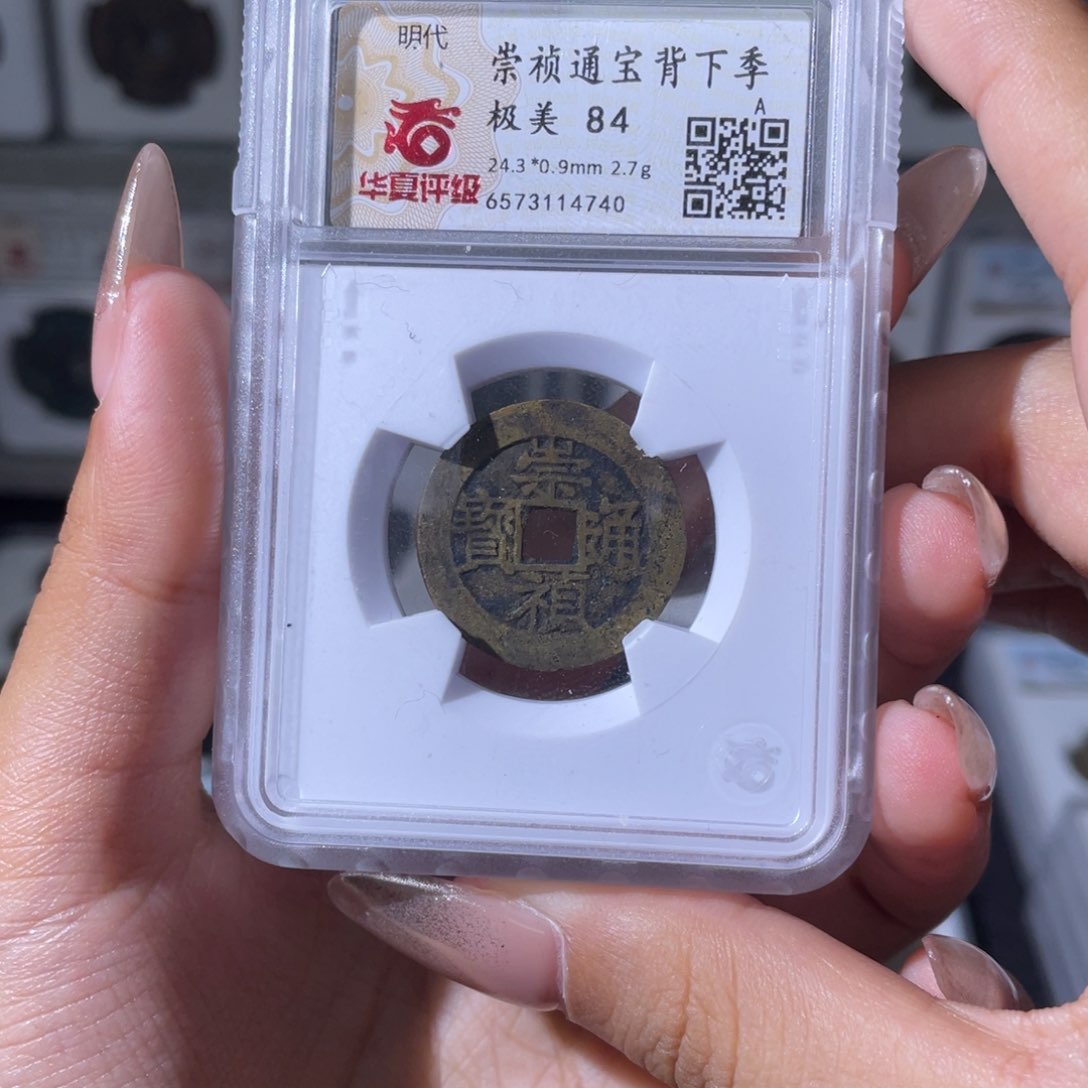 明代
崇祯通宝背下季
极美 84
A
24.3*0.9mm 2.7g
华夏评级
6573114740
崇
寶 通
禎